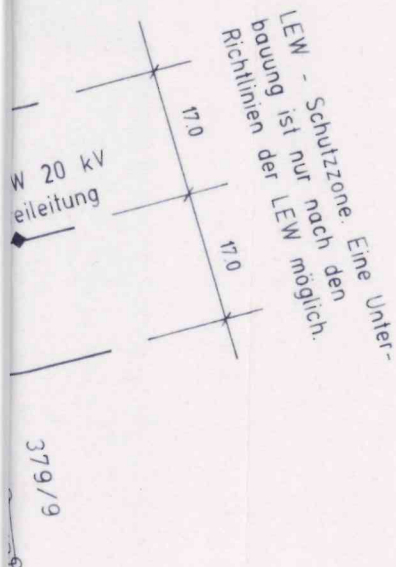 LEW - Schutzzone. Eine Unter-
bauung ist nur nach den
Richtlinien der LEW möglich.
17.0
W 20 kV
eileitung
17.0
379/9